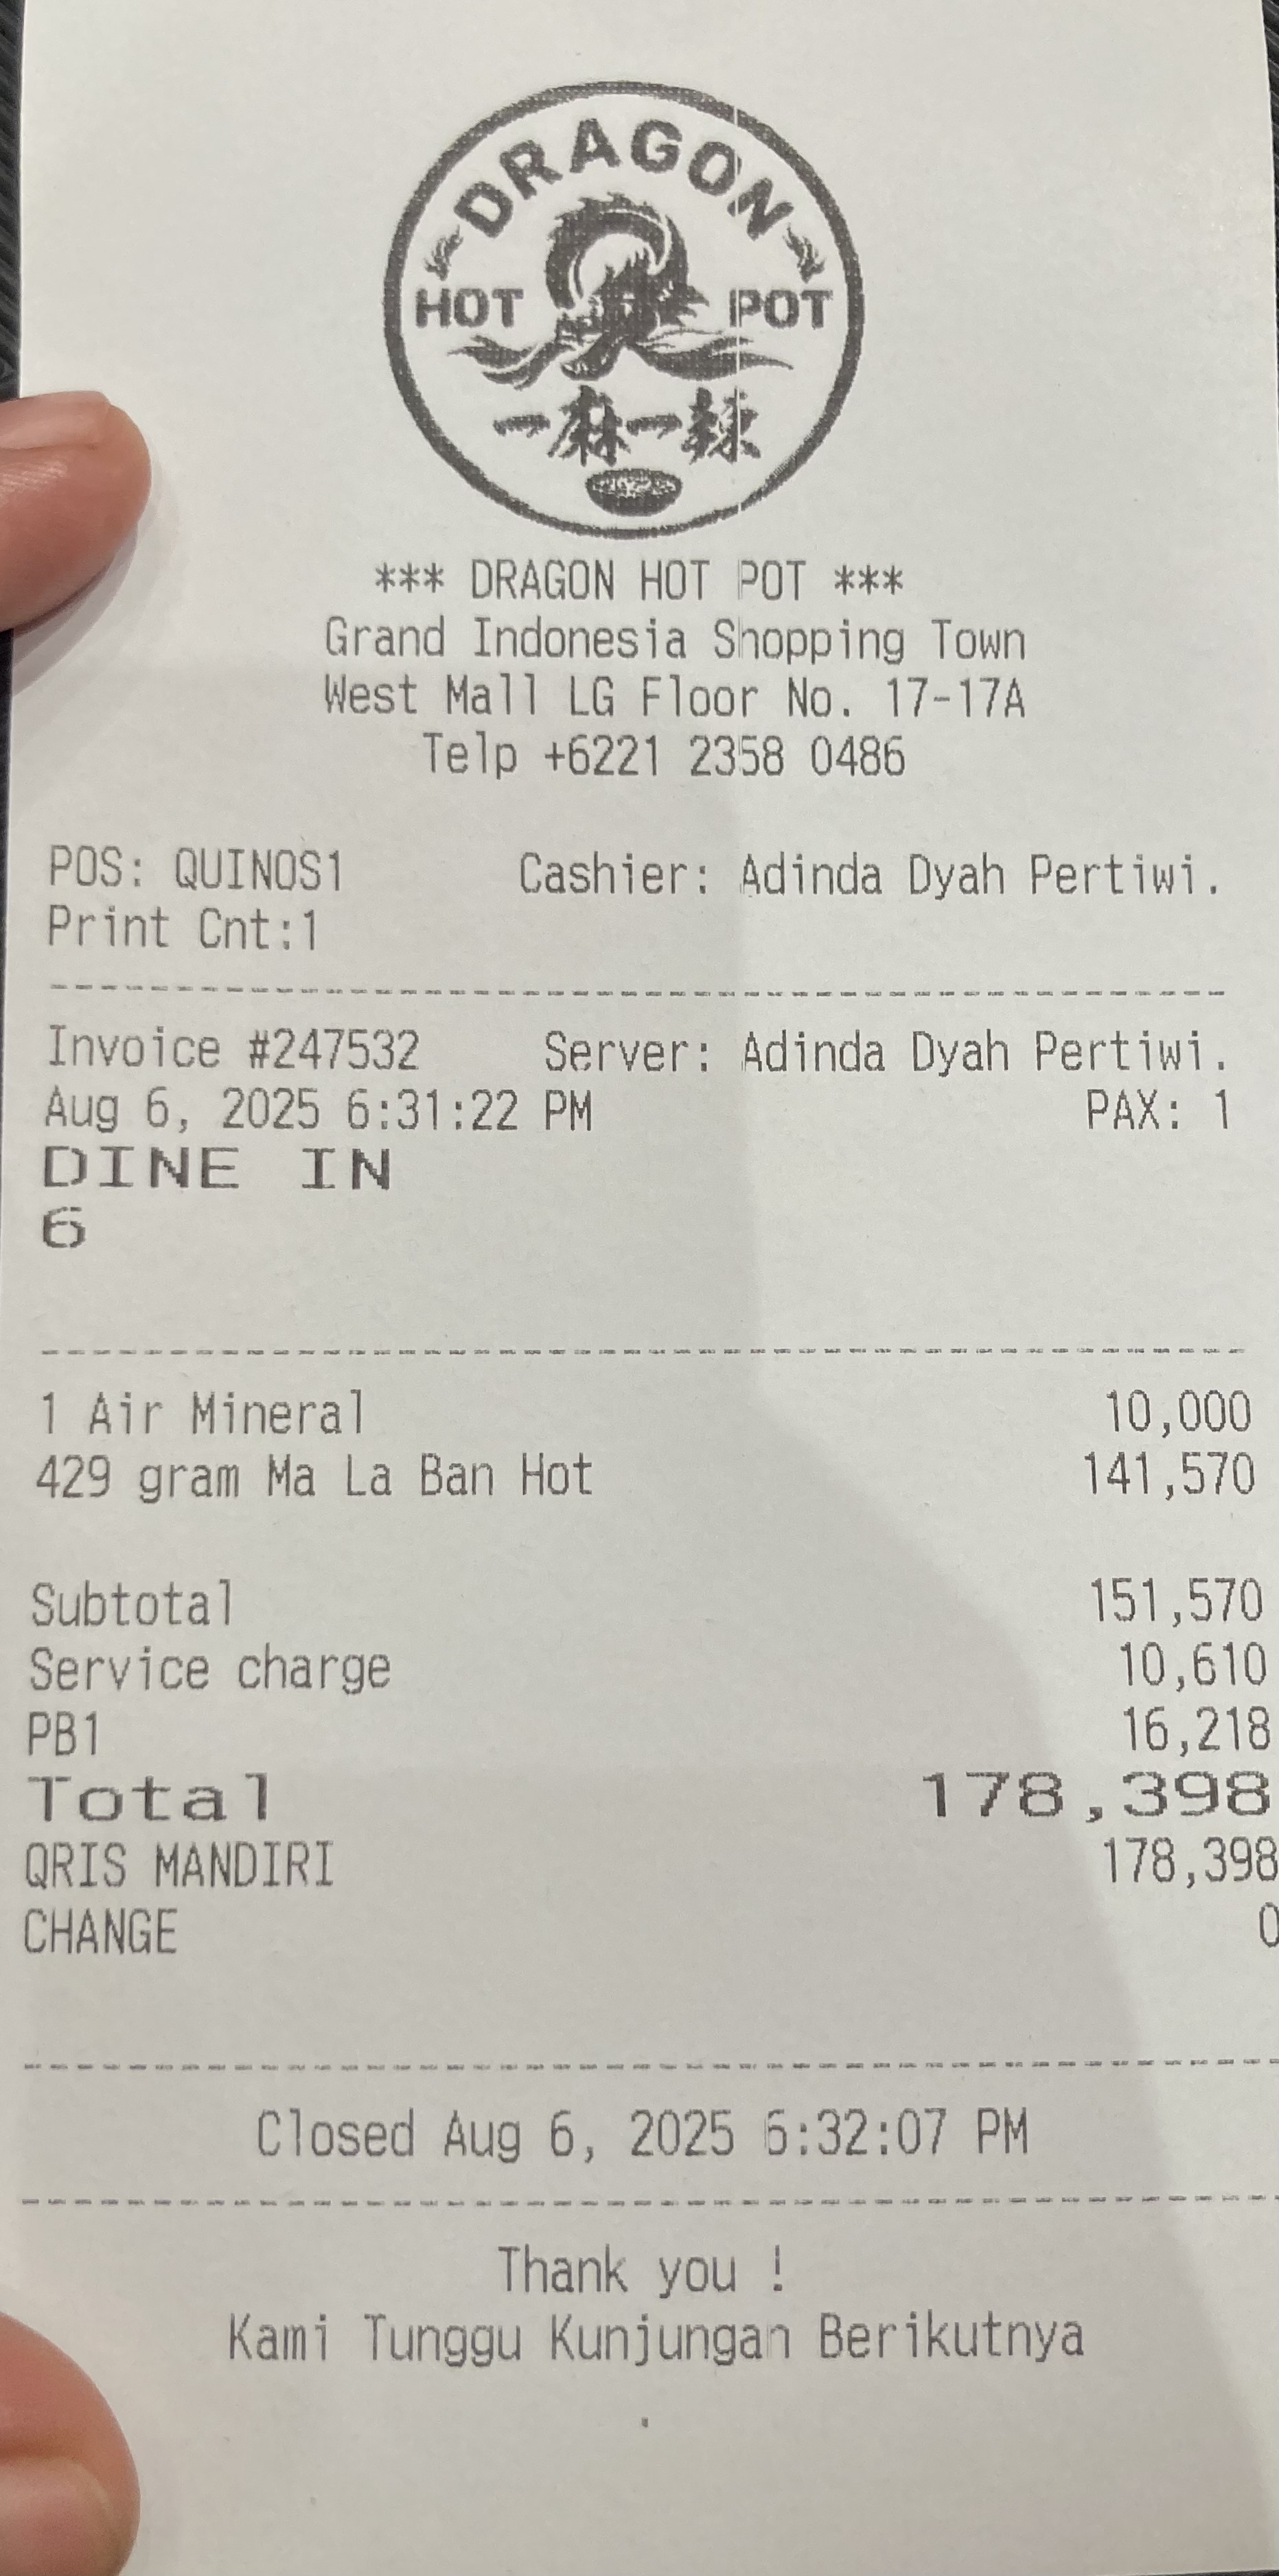 DRAGON
HOT POT
一麻一辣
*** DRAGON HOT POT ***
Grand Indonesia Shopping Town
West Mall LG Floor No. 17-17A
Telp +6221 2358 0486
POS: QUINOS1 Cashier: Adinda Dyah Pertiwi.
Print Cnt:1
Invoice #247532 Server: Adinda Dyah Pertiwi.
Aug 6, 2025 6:31:22 PM PAX: 1
DINE IN
6
1 Air Mineral 10,000
429 gram Ma La Ban Hot 141,570
Subtotal 151,570
Service charge 10,610
PB1 16,218
Total 178,398
QRIS MANDIRI 178,398
CHANGE 0
Closed Aug 6, 2025 6:32:07 PM
Thank you !
Kami Tunggu Kunjungan Berikutnya
.